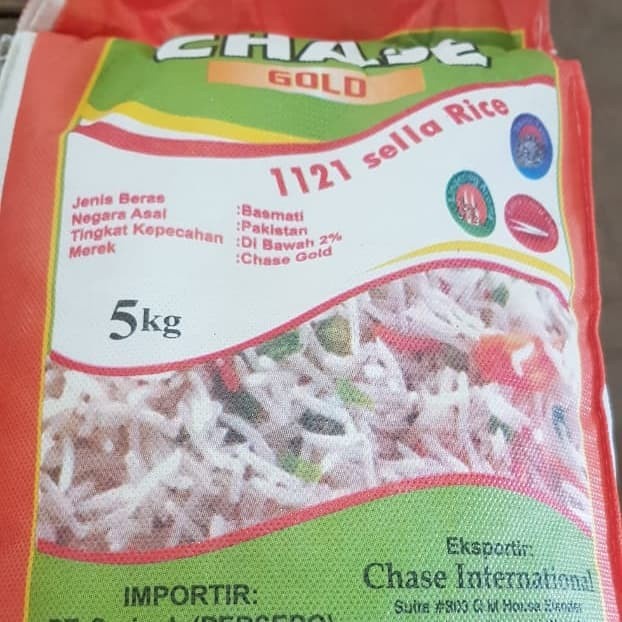 CHASE
GOLD
1121 sella Rice
Jenis Beras :Basmati
Negara Asal :Pakistan
Tingkat Kepecahan :Di Bawah 2%
Merek :Chase Gold
5kg
Eksportir:
Chase International
IMPORTIR:
(PERSERO)